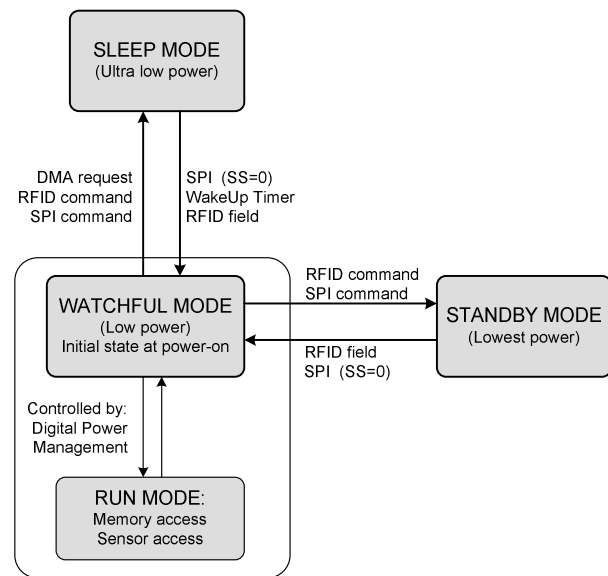 SLEEP MODE
(Ultra low power)
DMA request
RFID command
SPI command
SPI (SS=0)
WakeUp Timer
RFID field
WATCHFUL MODE
(Low power)
Initial state at power-on
RFID command
SPI command
RFID field
SPI (SS=0)
STANDBY MODE
(Lowest power)
Controlled by:
Digital Power
Management
RUN MODE:
Memory access
Sensor access